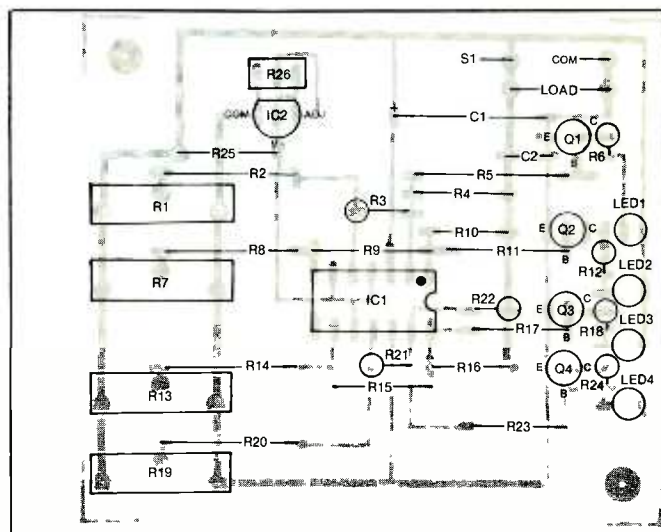 S1
COM
R26
LOAD
COM
IC2
ADJ
+
C1
E
Q1
C
B
R6
R25
C2
R2
R5
R1
R3
R4
LED1
R10
E
Q2
C
R8
R9
R11
B
R7
R12
LED2
IC1
R22
E
Q3
C
B
R17
R18
LED3
R14
R21
R16
E
Q4
C
B
R24
R15
R13
LED4
R23
R20
R19